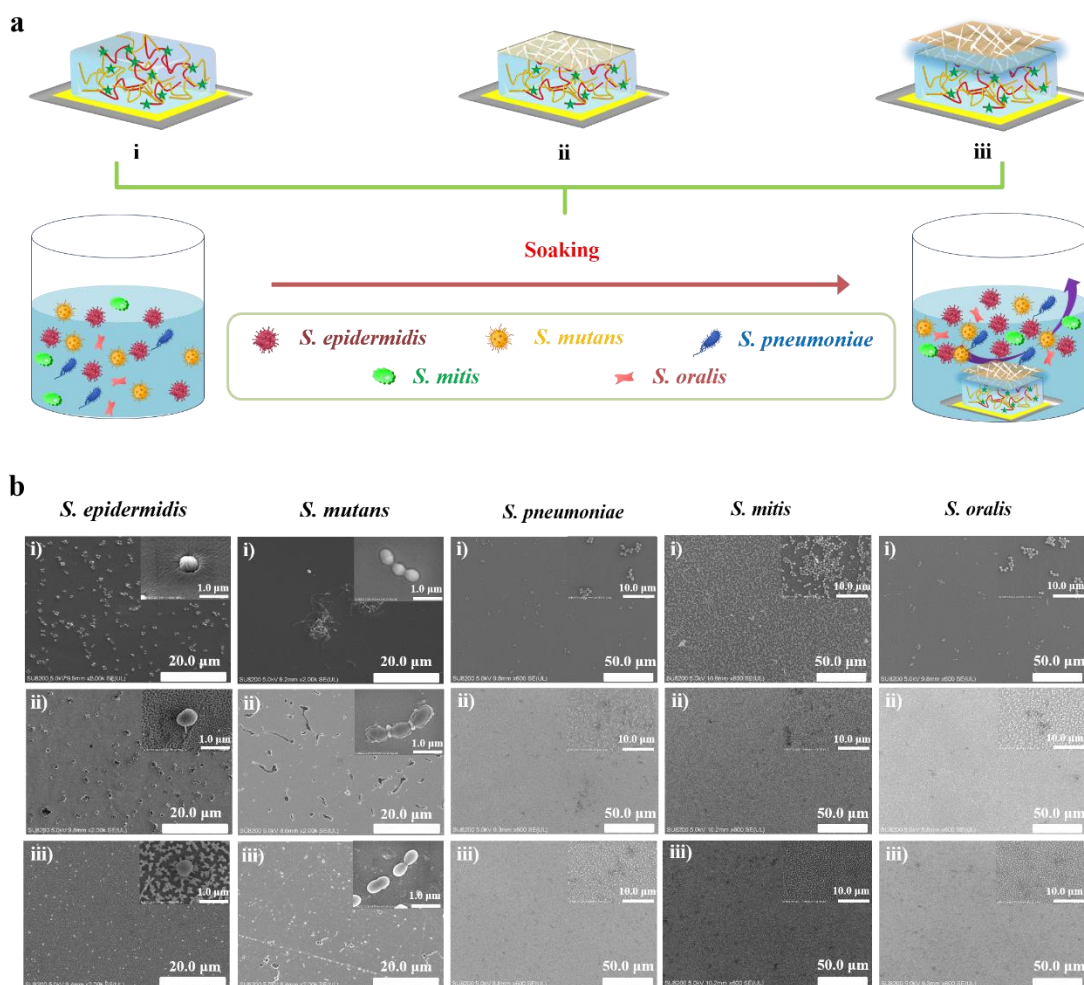 a
i ii iii
Soaking
S. epidermidis S. mutans S. pneumoniae
S. mitis S. oralis
b
S. epidermidis S. mutans S. pneumoniae S. mitis S. oralis
i) i) i) i) i)
1.0 µm 1.0 µm 10.0 µm 10.0 µm 10.0 µm
20.0 µm 20.0 µm 50.0 µm 50.0 µm 50.0 µm
ii) ii) ii) ii) ii)
1.0 µm 1.0 µm 10.0 µm 10.0 µm 10.0 µm
20.0 µm 20.0 µm 50.0 µm 50.0 µm 50.0 µm
iii) iii) iii) iii) iii)
1.0 µm 1.0 µm 10.0 µm 10.0 µm 10.0 µm
20.0 µm 20.0 µm 50.0 µm 50.0 µm 50.0 µm